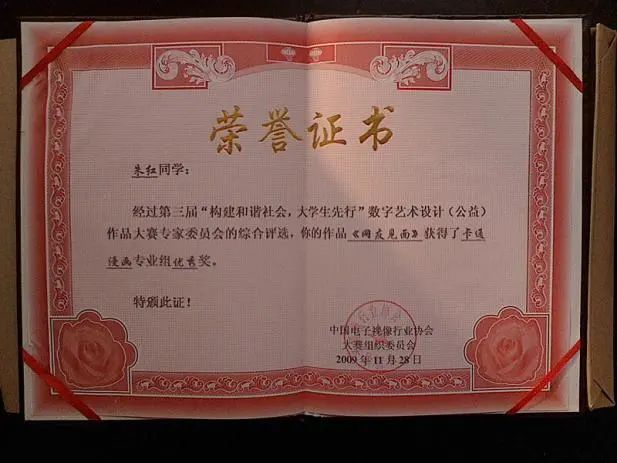 荣誉证书
朱红同学：
经过第三届“构建和谐社会，大学生先行”数字艺术设计（公益）
作品大赛专家委员会的综合评选，你的作品《网友见面》获得了卡通
漫画专业组优秀奖。
特颁此证！
中国电子视像行业协会
大赛组织委员会
2009年11月28日